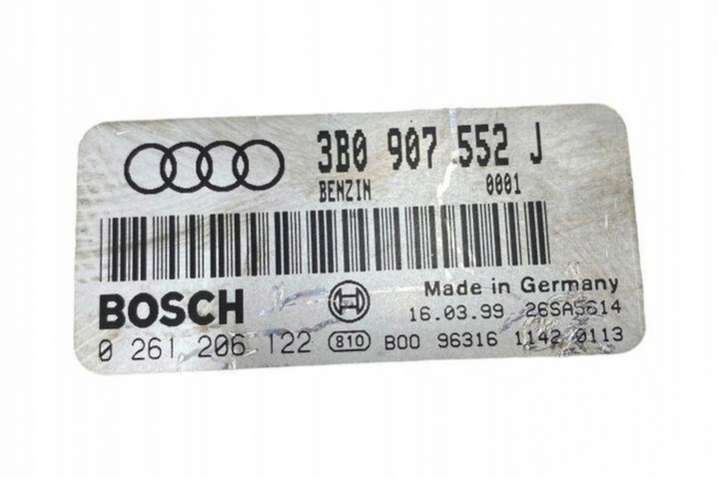 3B0 907 552 J
BENZIN 0001
BOSCH
Made in Germany
16.03.99 26SA5614
0 261 206 122 810 B00 96316 1142 0113